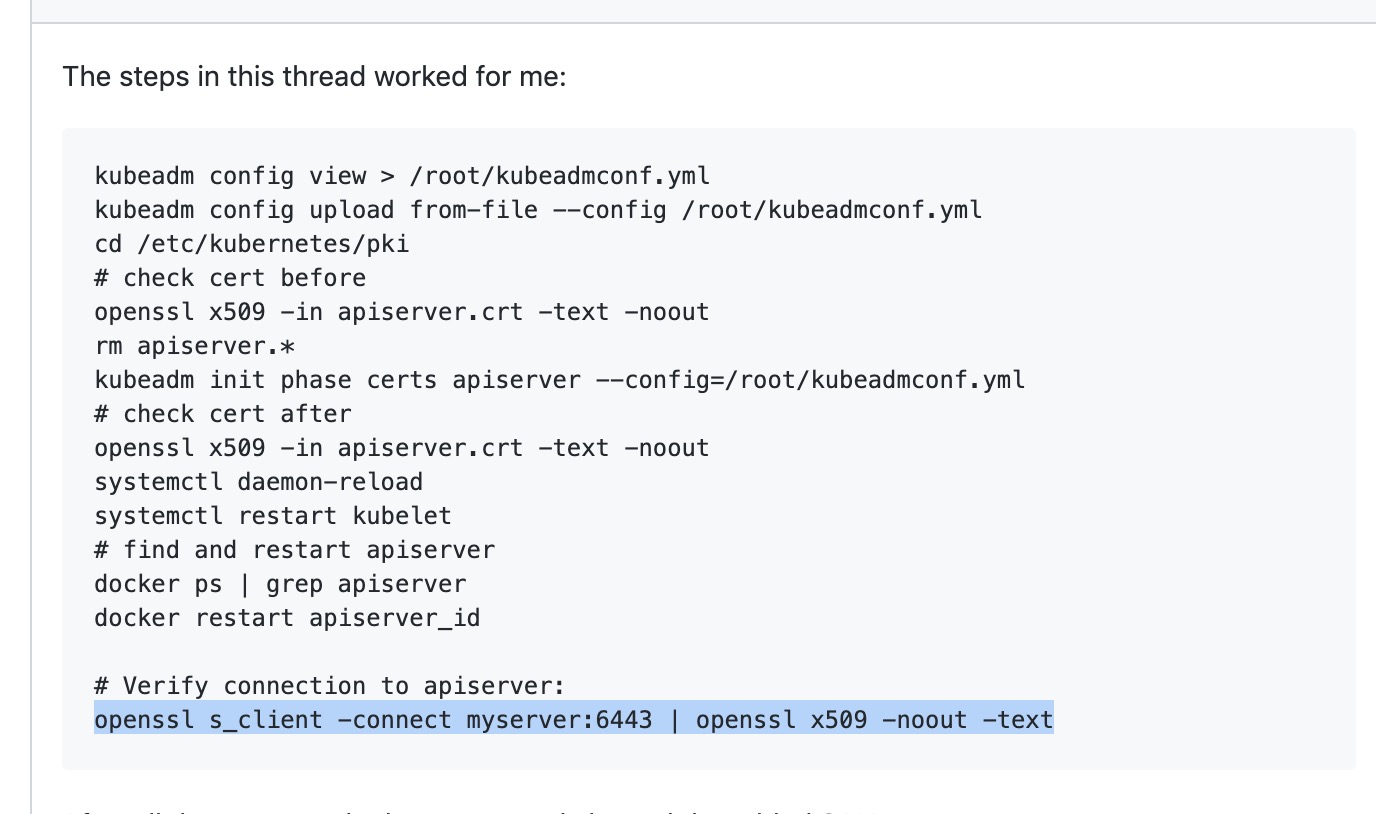 The steps in this thread worked for me:
kubeadm config view > /root/kubeadmconf.yml
kubeadm config upload from-file --config /root/kubeadmconf.yml
cd /etc/kubernetes/pki
# check cert before
openssl x509 -in apiserver.crt -text -noout
rm apiserver.*
kubeadm init phase certs apiserver --config=/root/kubeadmconf.yml
# check cert after
openssl x509 -in apiserver.crt -text -noout
systemctl daemon-reload
systemctl restart kubelet
# find and restart apiserver
docker ps | grep apiserver
docker restart apiserver_id
# Verify connection to apiserver:
openssl s_client -connect myserver:6443 | openssl x509 -noout -text